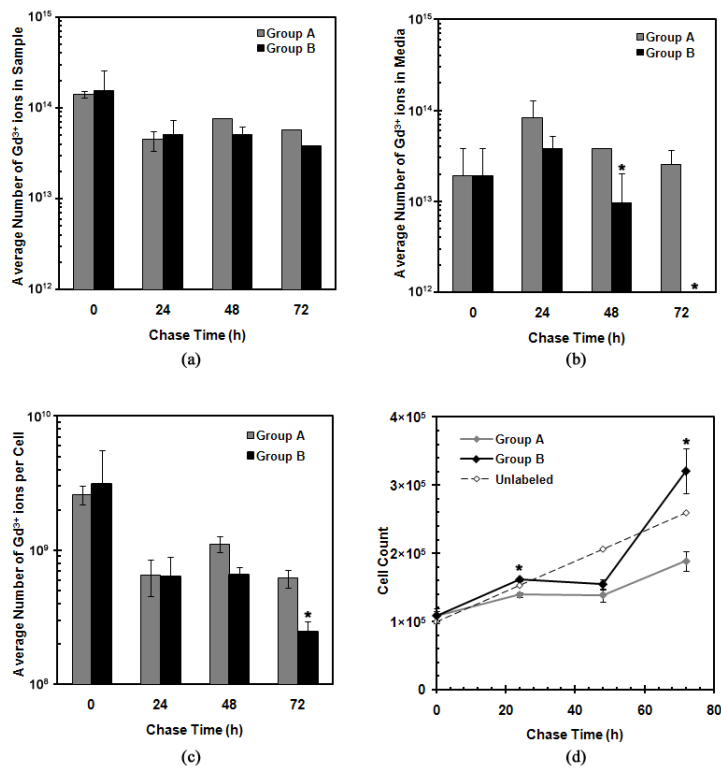 10¹⁵
10¹⁴
10¹³
10¹²
A verage Number of Gd³⁺ ions in Sample
Group A
Group B
0 24 48 72
Chase Time (h)
(a)
10¹⁵
10¹⁴
10¹³
10¹²
A verage Number of Gd³⁺ ions in Media
Group A
Group B
*
*
0 24 48 72
Chase Time (h)
(b)
10¹⁰
10⁹
10⁸
A verage Number of Gd³⁺ ions per Cell
Group A
Group B
*
0 24 48 72
Chase Time (h)
(c)
4×10⁵
3×10⁵
2×10⁵
1×10⁵
0
Cell Count
Group A
Group B
Unlabeled
*
*
0 20 40 60 80
Chase Time (h)
(d)